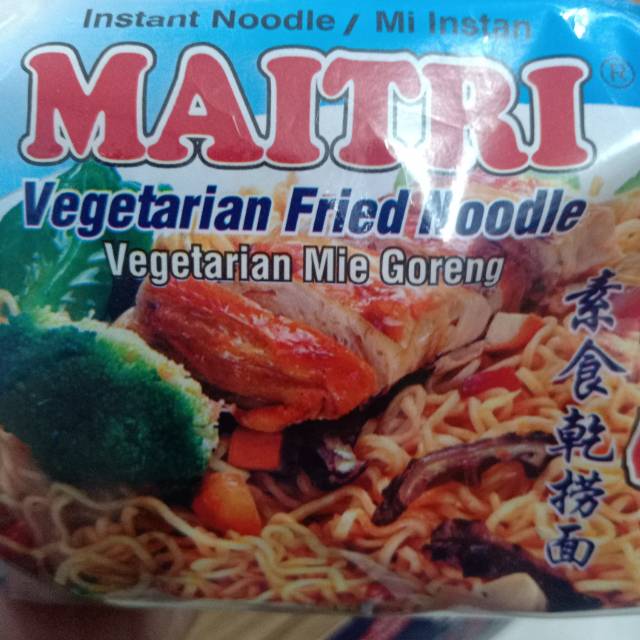 Instant Noodle / Mi Instan
MAITRI®
Vegetarian Fried Noodle
Vegetarian Mie Goreng
素食乾撈面